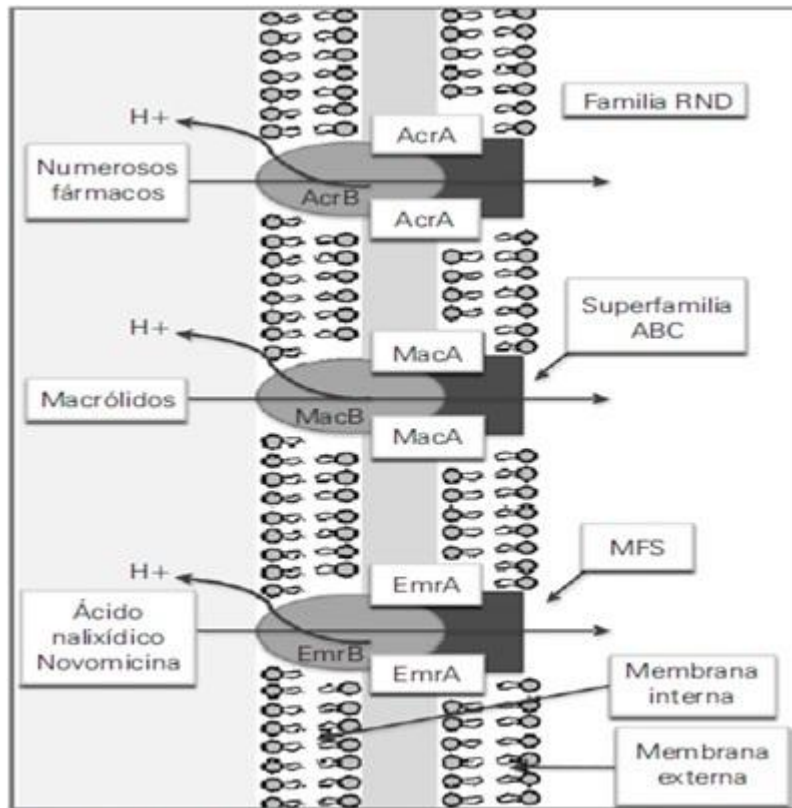 Familia RND
H+
AcrA
Numerosos
fármacos
AcrB
AcrA
Superfamilia
ABC
H+
MacA
Macrólidos
MacB
MacA
MFS
H+
EmrA
Ácido
nalixídico
Novomicina
EmrB
EmrA
Membrana
interna
Membrana
externa